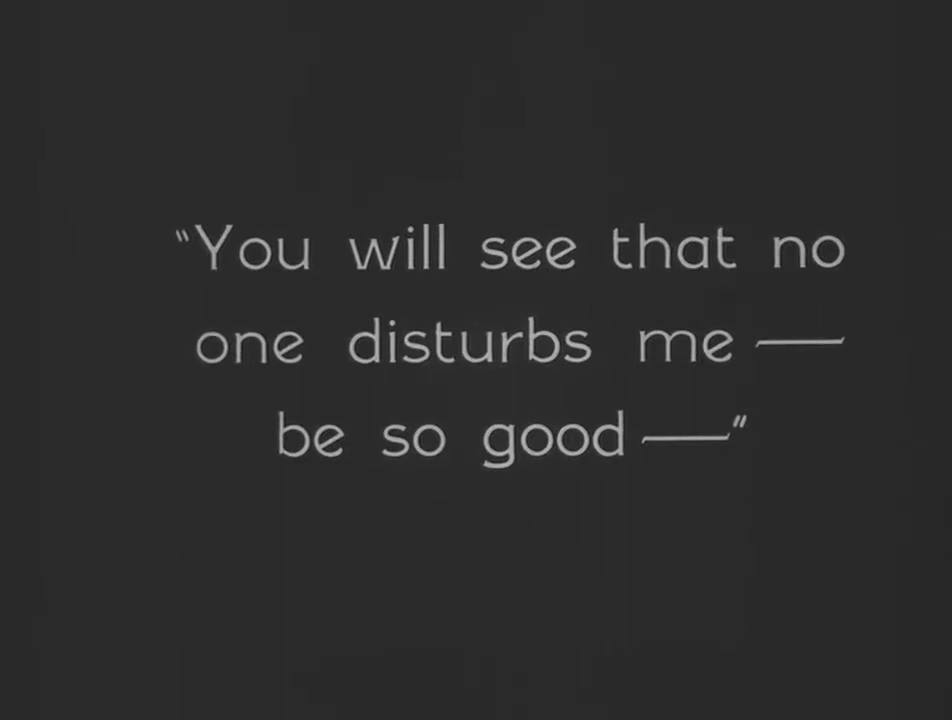 “You will see that no
one disturbs me —
be so good —”